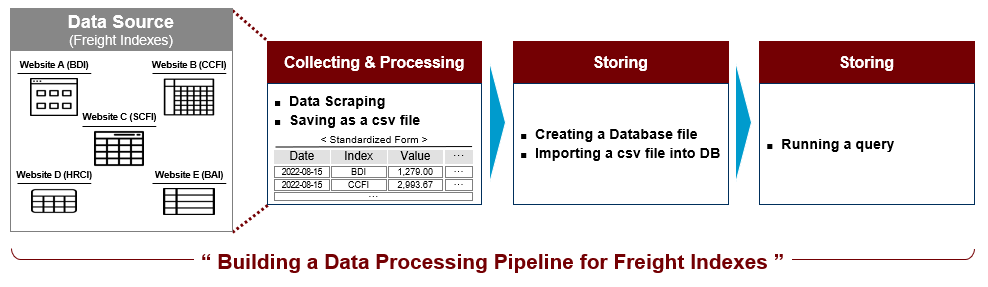 Data Source
(Freight Indexes)
Website A (BDI)
Website B (CCFI)
Website C (SCFI)
Website D (HRCI)
Website E (BAI)
Collecting & Processing
▪ Data Scraping
▪ Saving as a csv file
< Standardized Form >
Date Index Value ···
2022-08-15 BDI 1,279.00 ···
2022-08-15 CCFI 2,993.67 ···
···
Storing
▪ Creating a Database file
▪ Importing a csv file into DB
Storing
▪ Running a query
“ Building a Data Processing Pipeline for Freight Indexes ”